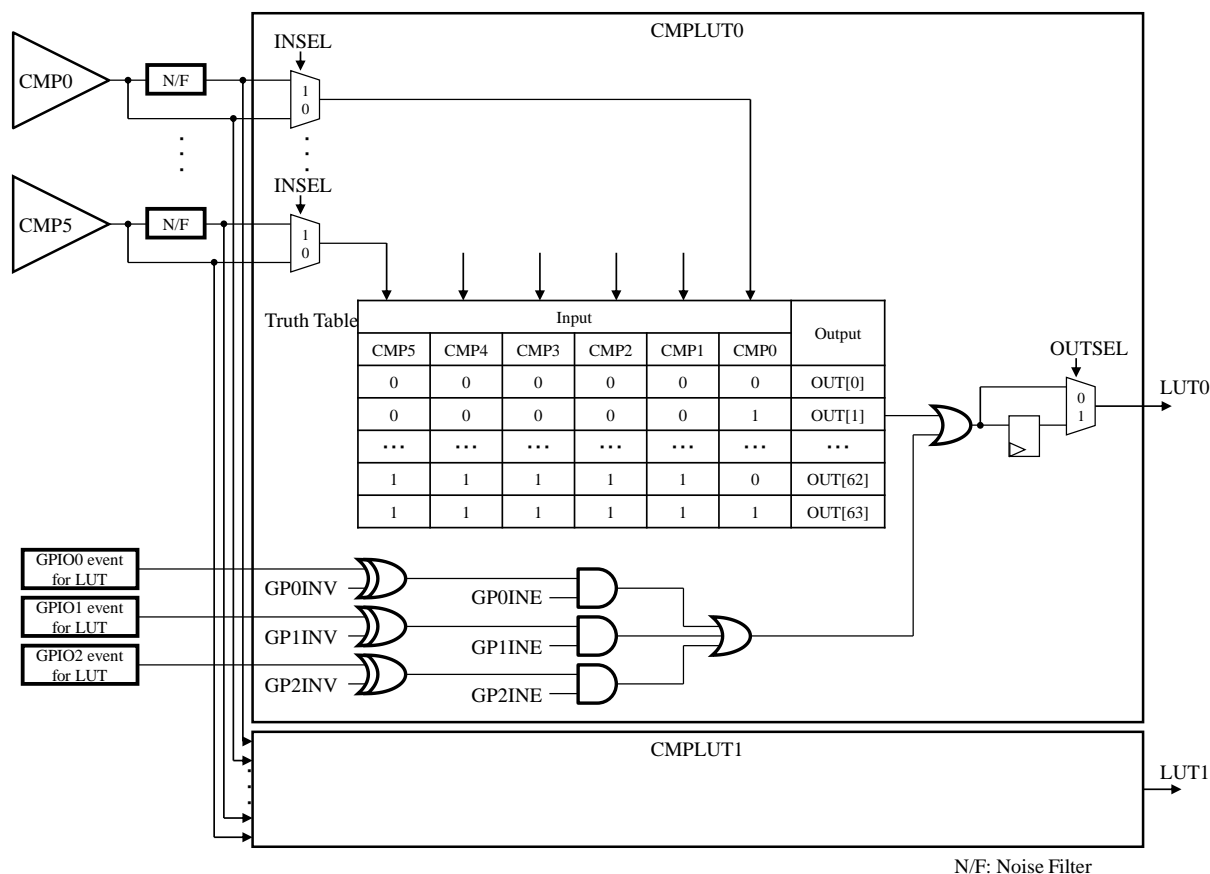 CMPLUT0
INSEL
CMP0
N/F
1
0
INSEL
CMP5
N/F
1
0
Truth Table
Input
Output
CMP5 CMP4 CMP3 CMP2 CMP1 CMP0
0 0 0 0 0 0 OUT[0]
0 0 0 0 0 1 OUT[1]
... ... ... ... ... ... ...
1 1 1 1 1 0 OUT[62]
1 1 1 1 1 1 OUT[63]
OUTSEL
0
1
LUT0
GPIO0 event
for LUT
GP0INV
GP0INE
GPIO1 event
for LUT
GP1INV
GP1INE
GPIO2 event
for LUT
GP2INV
GP2INE
CMPLUT1
LUT1
N/F: Noise Filter